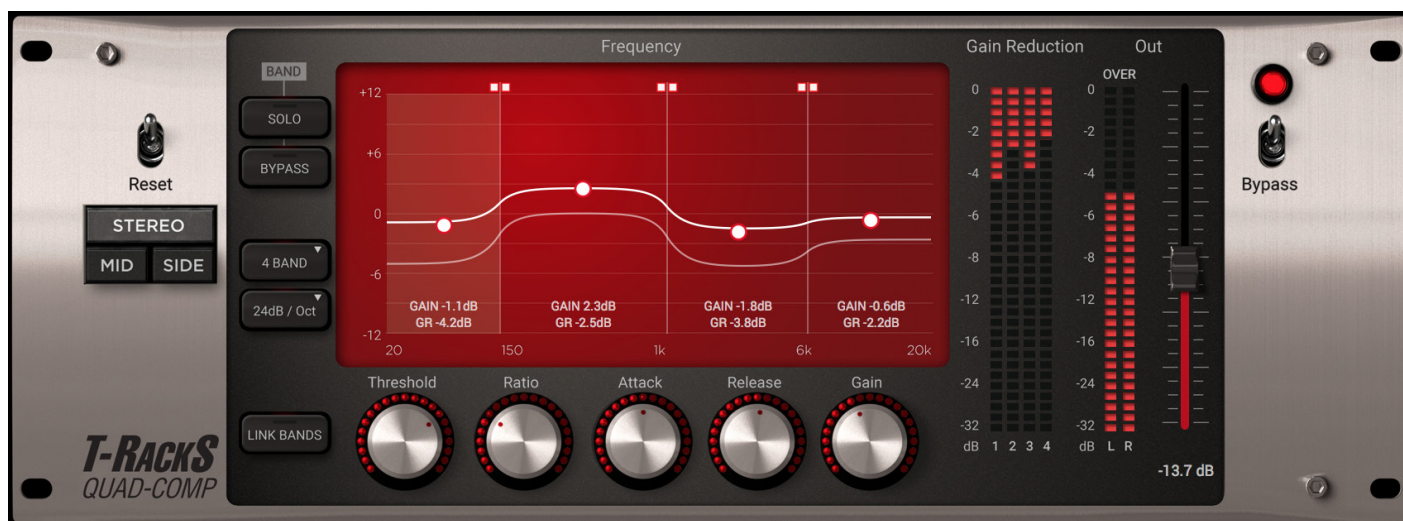 Frequency
Gain Reduction
Out
BAND
SOLO
BYPASS
4 BAND
24dB / Oct
LINK BANDS
Reset
STEREO
MID SIDE
T-RACKS
QUAD-COMP
+12
+6
0
-6
-12
GAIN -1.1dB
GR -4.2dB
GAIN 2.3dB
GR -2.5dB
GAIN -1.8dB
GR -3.8dB
GAIN -0.6dB
GR -2.2dB
20 150 1k 6k 20k
Threshold Ratio Attack Release Gain
0
-2
-4
-6
-8
-12
-16
-24
-32
dB 1 2 3 4
OVER
0
-2
-4
-6
-8
-12
-16
-24
-32
dB L R
-13.7 dB
Bypass